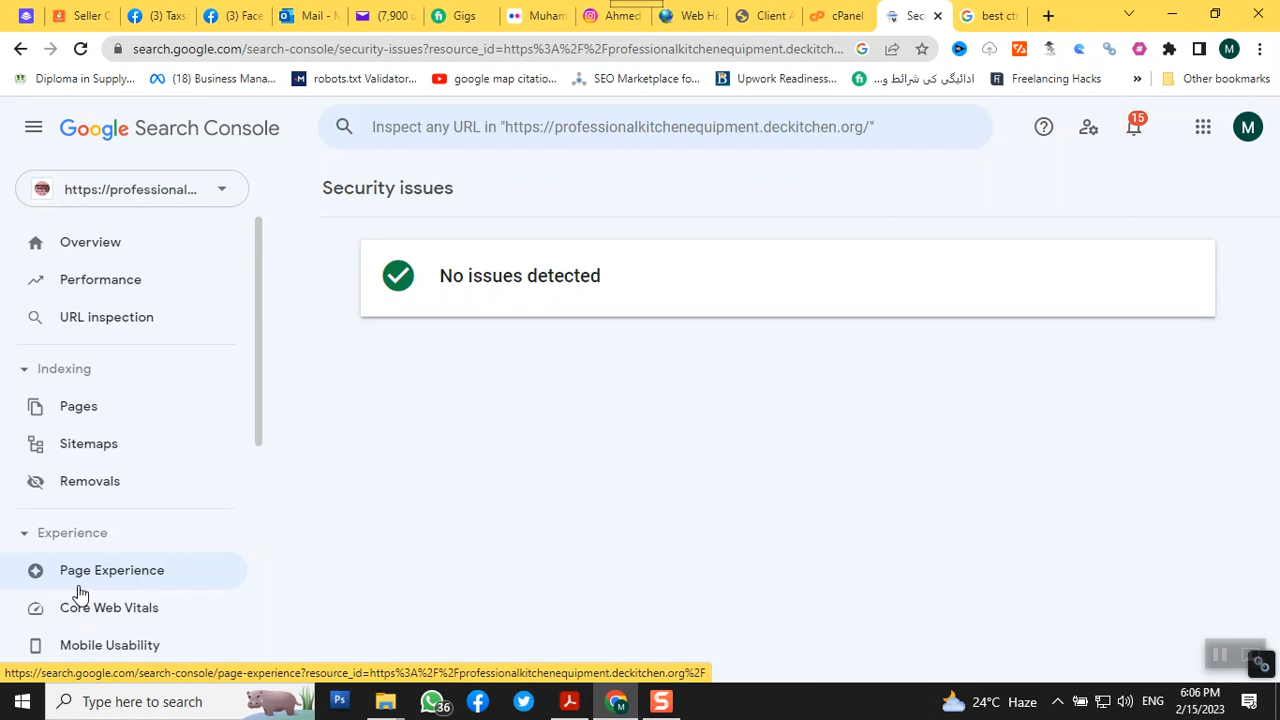 Seller C
(3) Taxs
(3) Face
Mail - M
(7,900 u
Gigs
Muham
Ahmed
Web Ho
Client A
cPanel
Sec
best ctr
search.google.com/search-console/security-issues?resource_id=https%3A%2F%2Fprofessionalkitchenequipment.deckitchen.org/...
M
Diploma in Supply...
(18) Business Mana...
robots.txt Validator...
google map citatio...
SEO Marketplace fo...
Upwork Readiness...
ادائیگی کی شرائط و...
Freelancing Hacks
»
Other bookmarks
Google Search Console
Inspect any URL in "https://professionalkitchenequipment.deckitchen.org/"
15
M
https://professional...
Security issues
Overview
No issues detected
Performance
URL inspection
Indexing
Pages
Sitemaps
Removals
Experience
Page Experience
Core Web Vitals
Mobile Usability
https://search.google.com/search-console/page-experience?resource_id=https%3A%2F%2Fprofessionalkitchenequipment.deckitchen.org%2F
Type here to search
Ps
36
M
S
24°C Haze
ENG
6:06 PM
2/15/2023